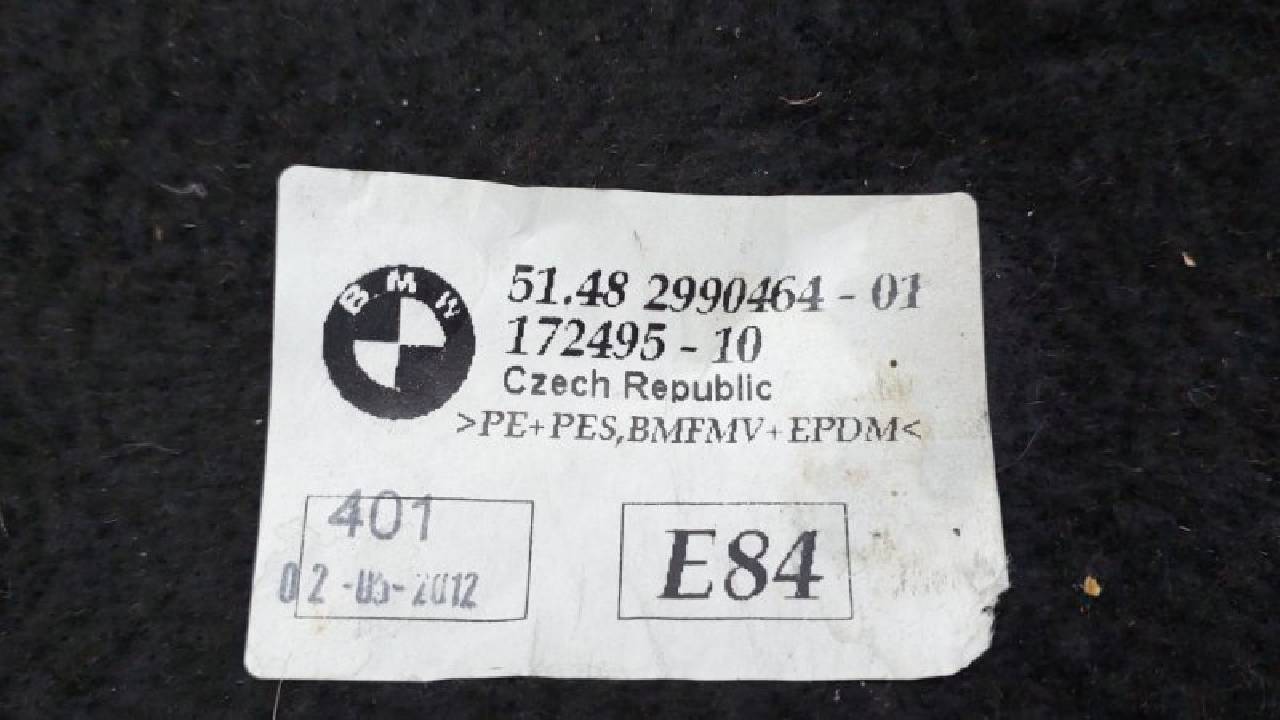 BMW
51.48 2990464 - 01
172495 - 10
Czech Republic
>PE+PES,BMFMV+EPDM<
401
02-05-2012
E84